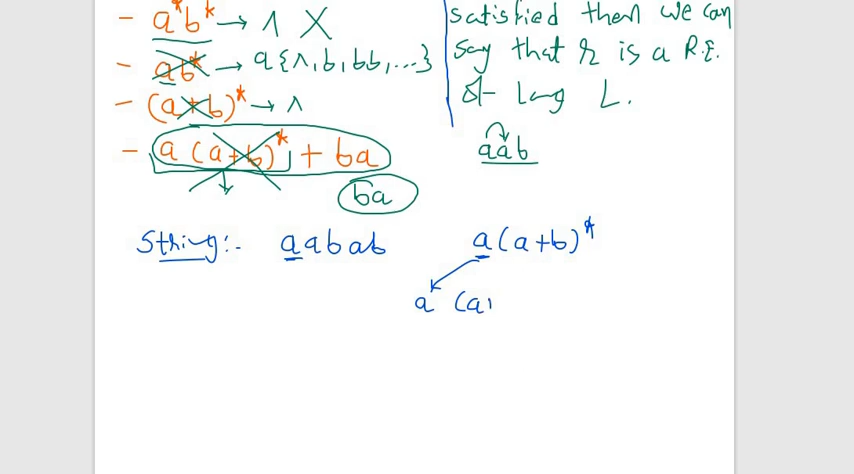 - a*b* → Λ X
- ab* → a{Λ,b,bb,...}
- (a+b)* → Λ
- a(a+b)* + ba
ba
satisfied then we can
say that r is a R.E.
of lang L.
aab
String:- aabab a(a+b)*
a (a